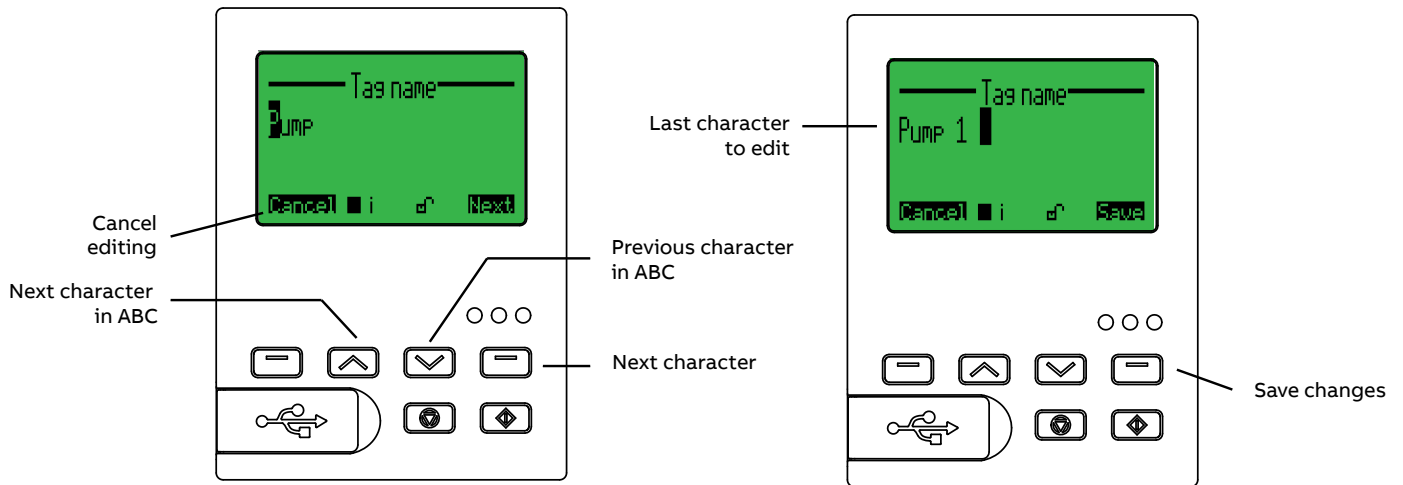 Tag name
Pump
Cancel i Next
Cancel
editing
Next character
in ABC
Previous character
in ABC
Next character
Tag name
Pump 1
Cancel i Save
Last character
to edit
Save changes